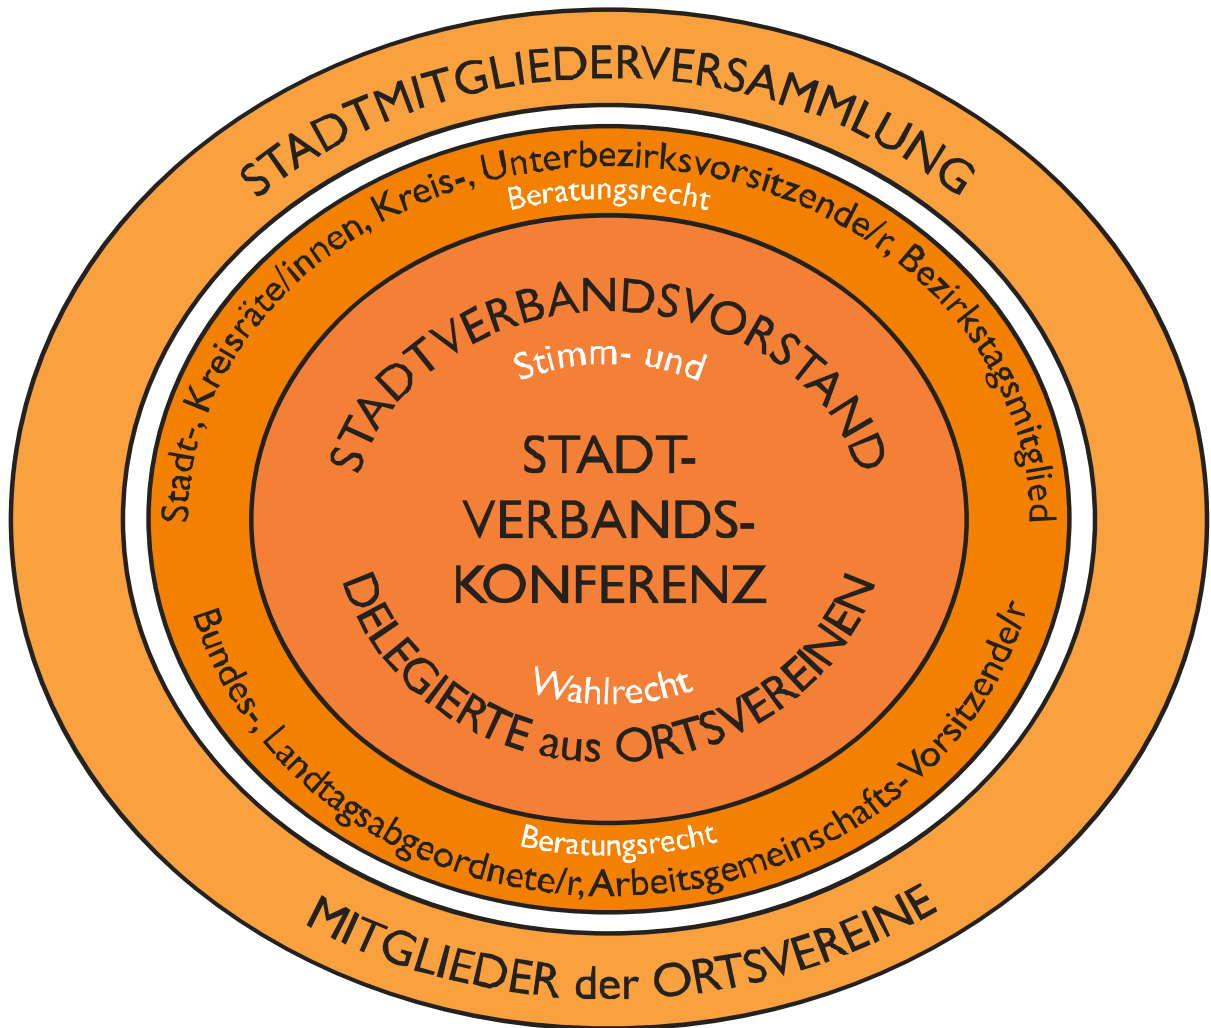 STADTMITGLIEDERVERSAMMLUNG
Stadt-, Kreisräte/innen, Kreis-, Unterbezirksvorsitzende/r, Bezirkstagsmitglied
Beratungsrecht
STADTVERBANDSVORSTAND
Stimm- und
STADT-
VERBANDS-
KONFERENZ
Wahlrecht
DELEGIERTE aus ORTSVEREINEN
Beratungsrecht
Bundes-, Landtagsabgeordnete/r, Arbeitsgemeinschafts-Vorsitzende/r
MITGLIEDER der ORTSVEREINE